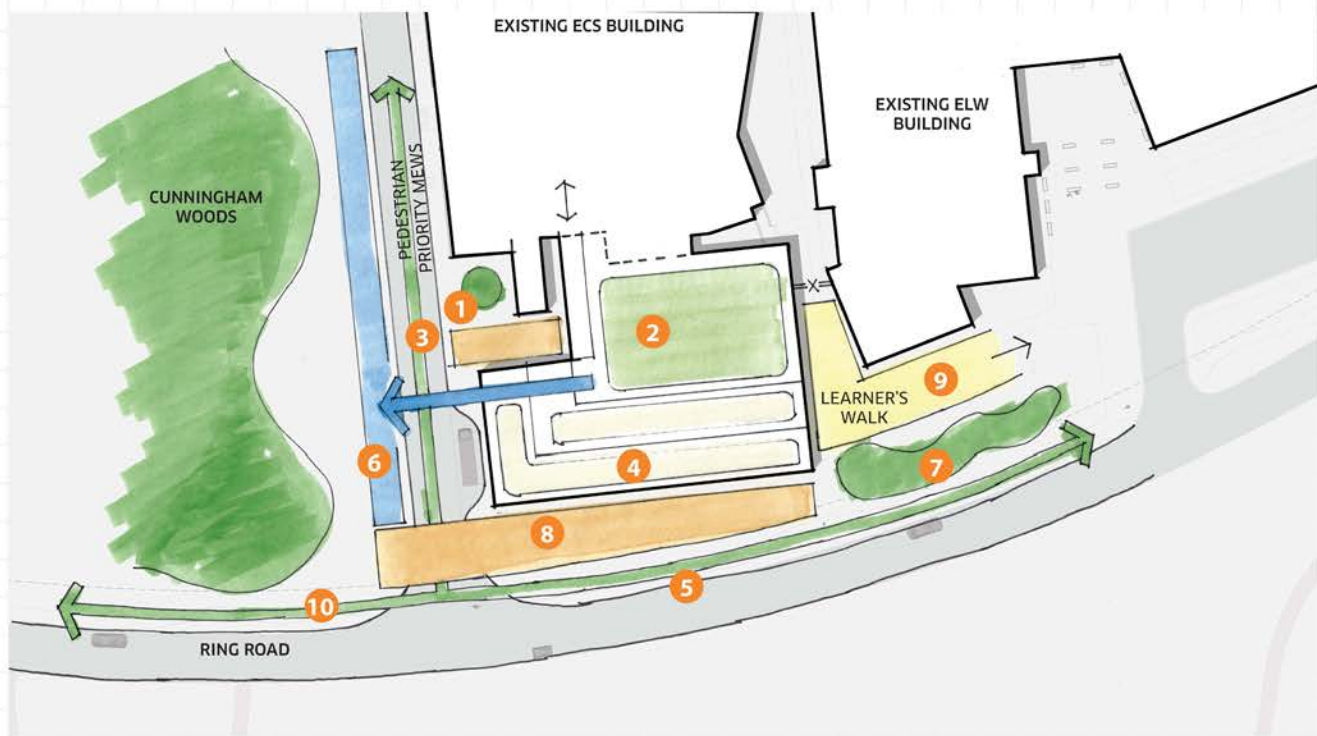 EXISTING ECS BUILDING
EXISTING ELW
BUILDING
CUNNINGHAM
WOODS
PEDESTRIAN
PRIORITY MEWS
1
2
3
X
9
LEARNER'S
WALK
6
4
7
8
5
10
RING ROAD